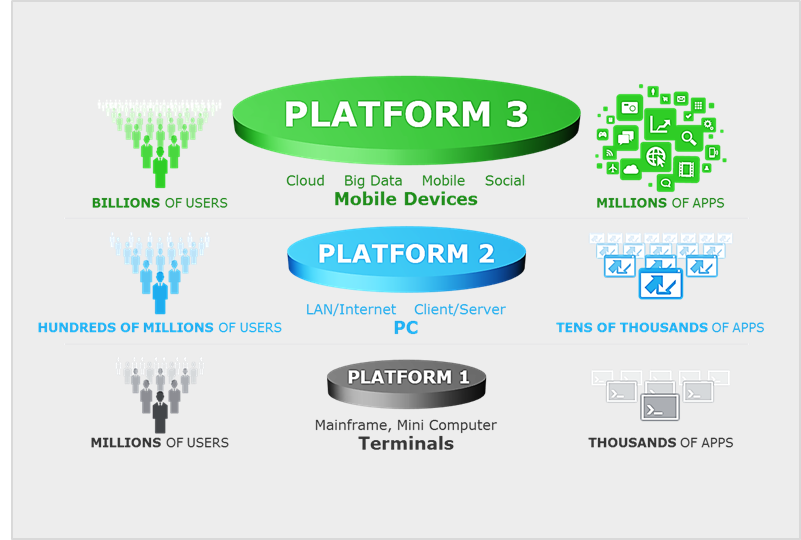 PLATFORM 3
Cloud Big Data Mobile Social
Mobile Devices
BILLIONS OF USERS
MILLIONS OF APPS
PLATFORM 2
LAN/Internet Client/Server
PC
HUNDREDS OF MILLIONS OF USERS
TENS OF THOUSANDS OF APPS
PLATFORM 1
Mainframe, Mini Computer
Terminals
MILLIONS OF USERS
THOUSANDS OF APPS